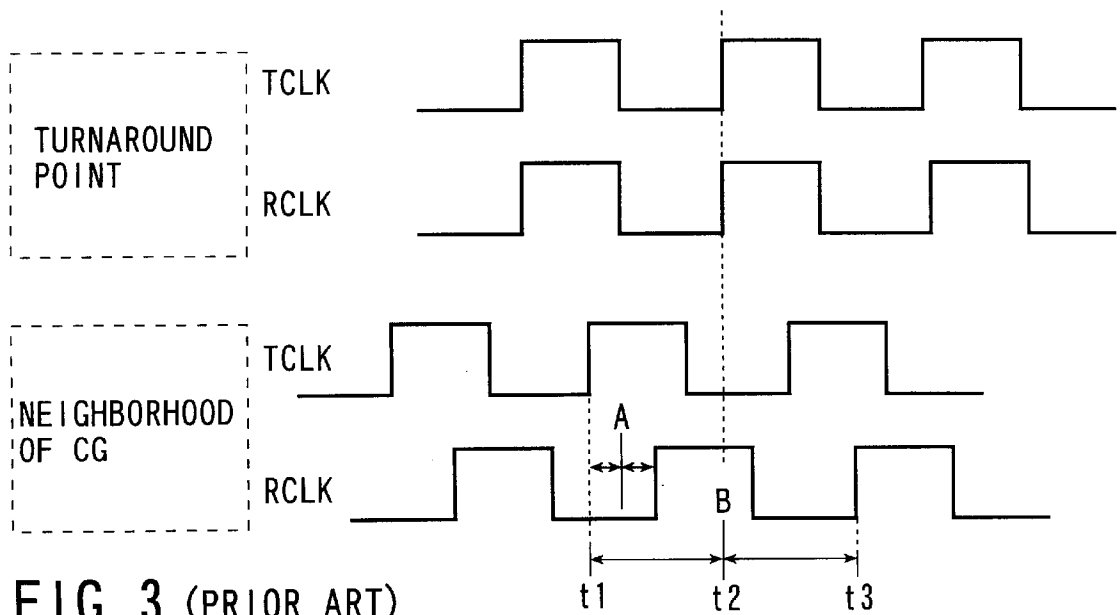 TURNAROUND
POINT
TCLK
RCLK
NEIGHBORHOOD
OF CG
TCLK
A
RCLK
B
t1
t2
t3
FIG. 3 (PRIOR ART)